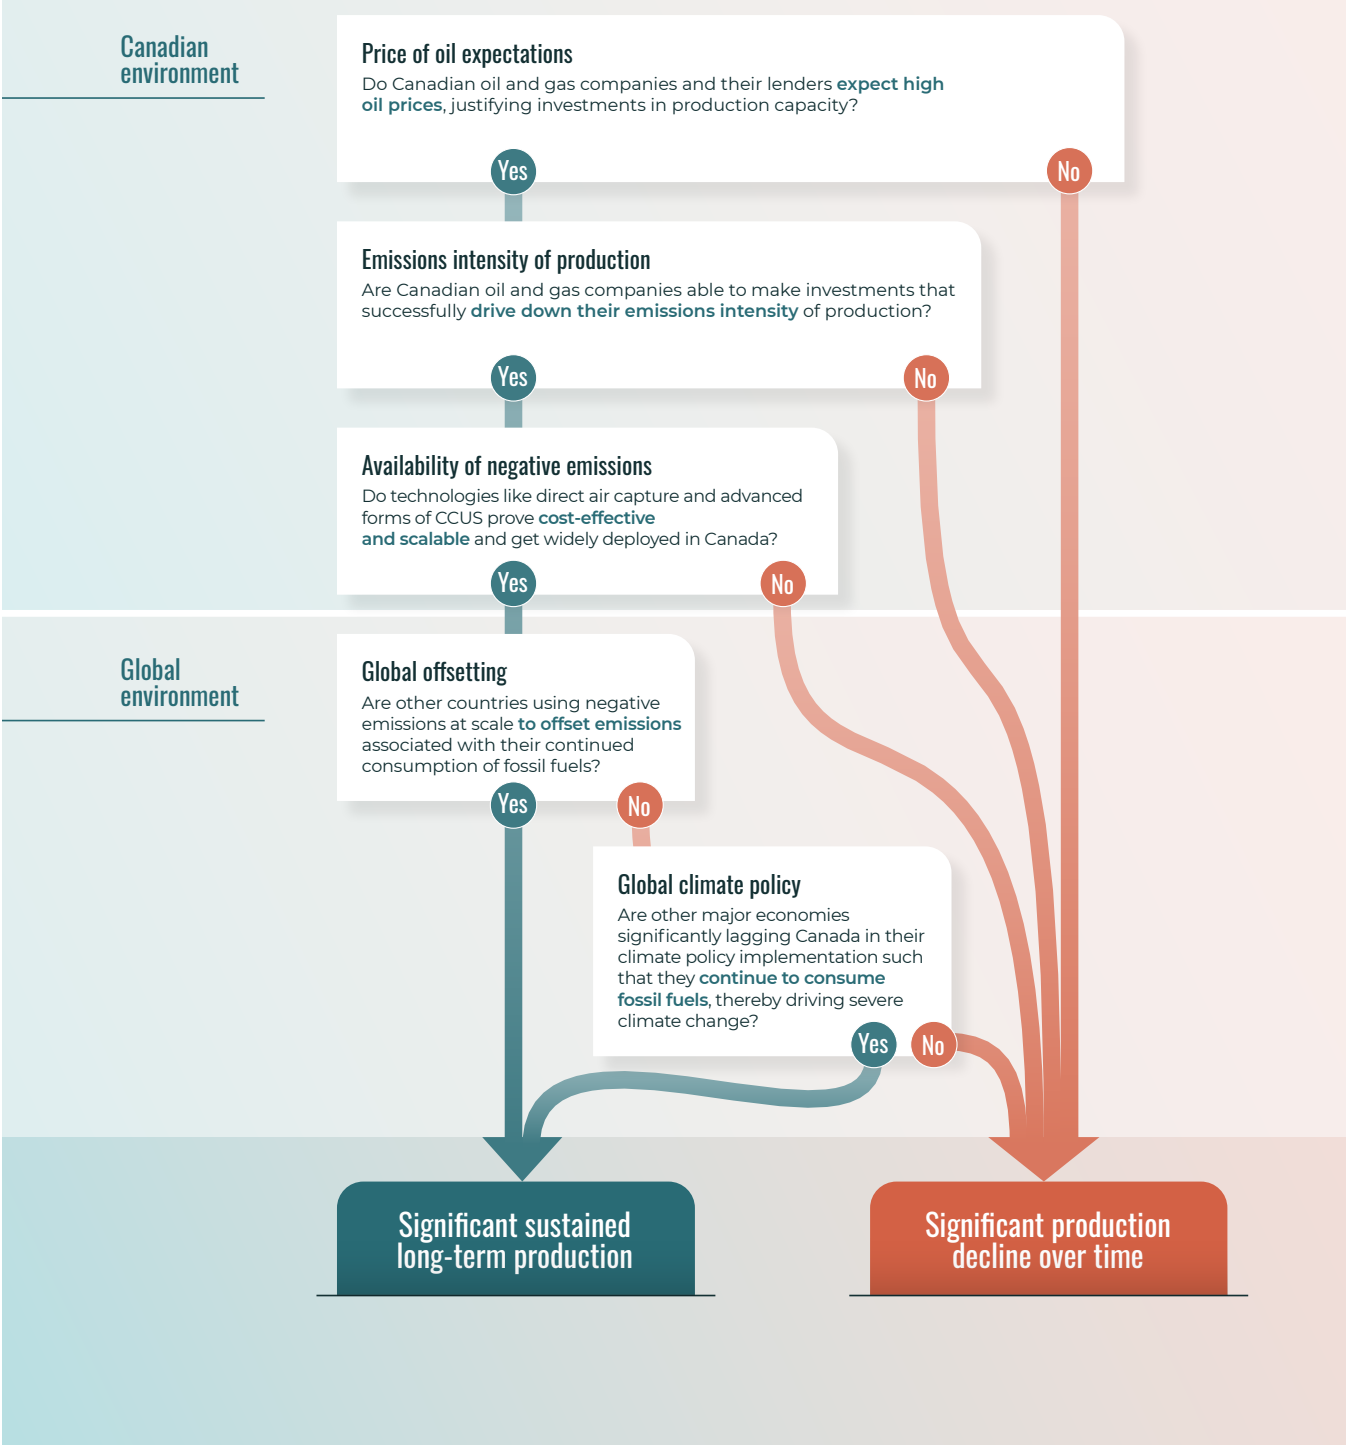 Canadian
environment
Price of oil expectations
Do Canadian oil and gas companies and their lenders expect high
oil prices, justifying investments in production capacity?
Yes
No
Emissions intensity of production
Are Canadian oil and gas companies able to make investments that
successfully drive down their emissions intensity of production?
Yes
No
Availability of negative emissions
Do technologies like direct air capture and advanced
forms of CCUS prove cost-effective
and scalable and get widely deployed in Canada?
Yes
No
Global
environment
Global offsetting
Are other countries using negative
emissions at scale to offset emissions
associated with their continued
consumption of fossil fuels?
Yes
No
Global climate policy
Are other major economies
significantly lagging Canada in their
climate policy implementation such
that they continue to consume
fossil fuels, thereby driving severe
climate change?
Yes
No
Significant sustained
long-term production
Significant production
decline over time